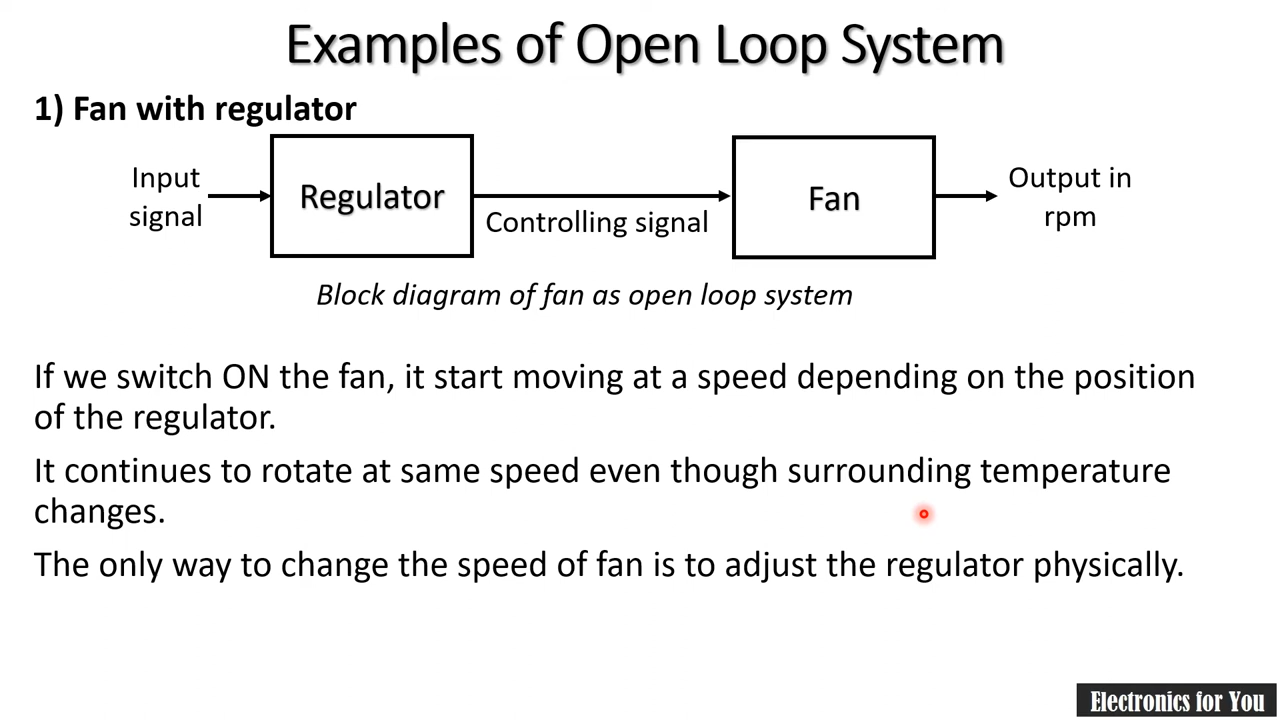 Examples of Open Loop System
1) Fan with regulator
Input
signal
Regulator
Controlling signal
Fan
Output in
rpm
Block diagram of fan as open loop system
If we switch ON the fan, it start moving at a speed depending on the position
of the regulator.
It continues to rotate at same speed even though surrounding temperature
changes.
The only way to change the speed of fan is to adjust the regulator physically.
Electronics for You